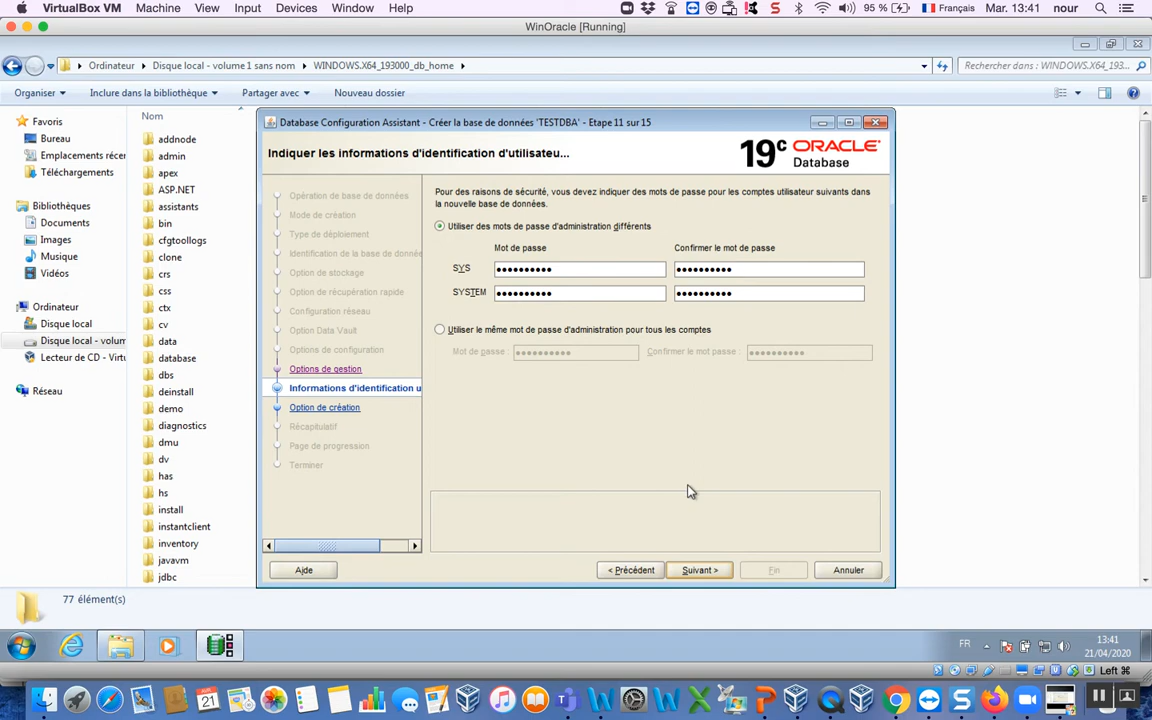 VirtualBox VM Machine View Input Devices Window Help
95 % Français Mar. 13:41 nour
WinOracle [Running]
Ordinateur Disque local - volume 1 sans nom WINDOWS.X64_193000_db_home
Rechercher dans : WINDOWS.X64_193...
Organiser Inclure dans la bibliothèque Partager avec Nouveau dossier
Favoris
Bureau
Emplacements récen
Téléchargements
Bibliothèques
Documents
Images
Musique
Vidéos
Ordinateur
Disque local
Disque local - volum
Lecteur de CD - Virtu
Réseau
Nom
addnode
admin
apex
ASP.NET
assistants
bin
cfgtoollogs
clone
crs
css
ctx
cv
data
database
dbs
deinstall
demo
diagnostics
dmu
dv
has
hs
install
instantclient
inventory
javavm
jdbc
Database Configuration Assistant - Créer la base de données 'TESTDBA' - Etape 11 sur 15
Indiquer les informations d'identification d'utilisateu...
19c ORACLE
Database
Opération de base de données
Mode de création
Type de déploiement
Identification de la base de donnée
Option de stockage
Option de récupération rapide
Configuration réseau
Option Data Vault
Options de configuration
Options de gestion
Informations d'identification u
Option de création
Récapitulatif
Page de progression
Terminer
Pour des raisons de sécurité, vous devez indiquer des mots de passe pour les comptes utilisateur suivants dans
la nouvelle base de données.
Utiliser des mots de passe d'administration différents
Mot de passe Confirmer le mot de passe
SYS ●●●●●●●●●● ●●●●●●●●●●
SYSTEM ●●●●●●●●●● ●●●●●●●●●●
Utiliser le même mot de passe d'administration pour tous les comptes
Mot de passe : ●●●●●●●●●● Confirmer le mot passe : ●●●●●●●●●●
Aide < Précédent Suivant > Fin Annuler
77 élément(s)
FR 13:41
21/04/2020
Left ⌘